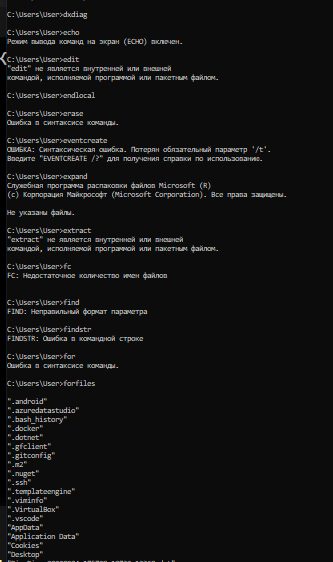 C:\Users\User>dxdiag
C:\Users\User>echo
Режим вывода команд на экран (ECHO) включен.
C:\Users\User>edit
"edit" не является внутренней или внешней
командой, исполняемой программой или пакетным файлом.
C:\Users\User>endlocal
C:\Users\User>erase
Ошибка в синтаксисе команды.
C:\Users\User>eventcreate
ОШИБКА: Синтаксическая ошибка. Потерян обязательный параметр '/t'.
Введите "EVENTCREATE /?" для получения справки по использованию.
C:\Users\User>expand
Служебная программа распаковки файлов Microsoft (R)
(c) Корпорация Майкрософт (Microsoft Corporation). Все права защищены.
Не указаны файлы.
C:\Users\User>extract
"extract" не является внутренней или внешней
командой, исполняемой программой или пакетным файлом.
C:\Users\User>fc
FC: Недостаточное количество имен файлов
C:\Users\User>find
FIND: Неправильный формат параметра
C:\Users\User>findstr
FINDSTR: Ошибка в командной строке
C:\Users\User>for
Ошибка в синтаксисе команды.
C:\Users\User>forfiles
".android"
".azuredatastudio"
".bash_history"
".docker"
".dotnet"
".gfclient"
".gitconfig"
".m2"
".nuget"
".ssh"
".templateengine"
".viminfo"
".VirtualBox"
".vscode"
"AppData"
"Application Data"
"Cookies"
"Desktop"